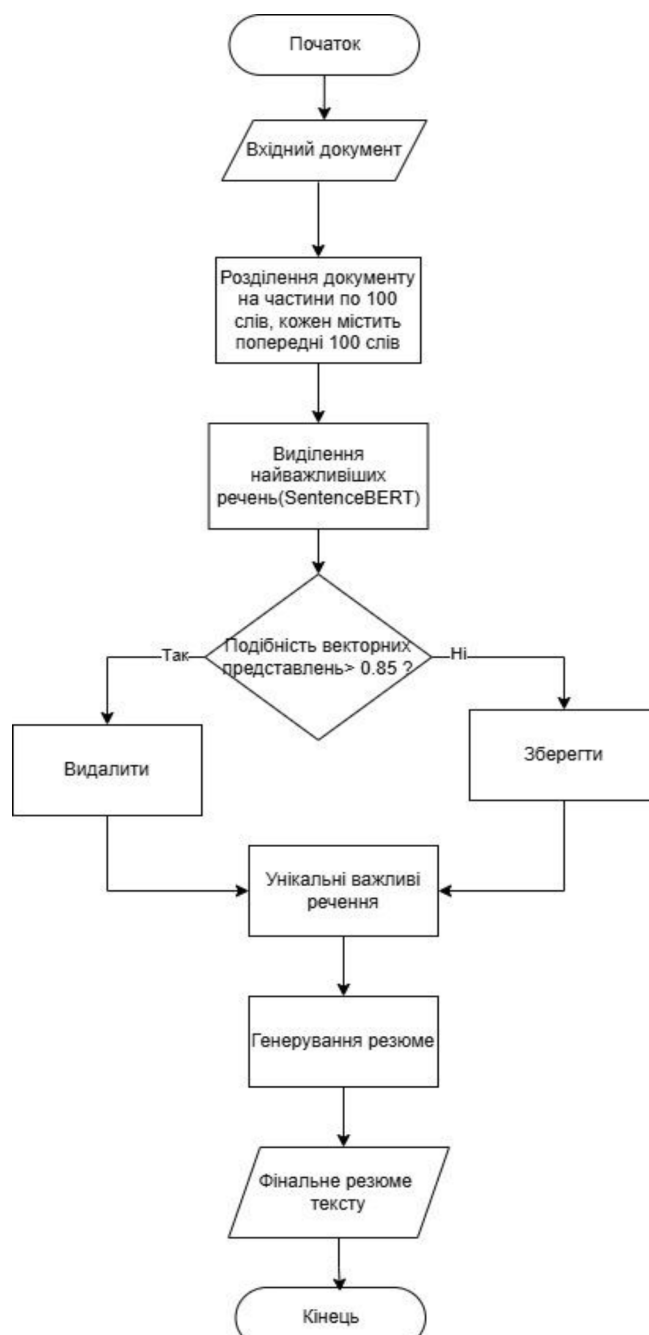 Початок
Вхідний документ
Розділення документу
на частини по 100
слів, кожен містить
попередні 100 слів
Виділення
найважливіших
речень(SentenceBERT)
Подібність векторних
представлень> 0.85 ?
Так
Ні
Видалити
Зберегти
Унікальні важливі
речення
Генерування резюме
Фінальне резюме
тексту
Кінець